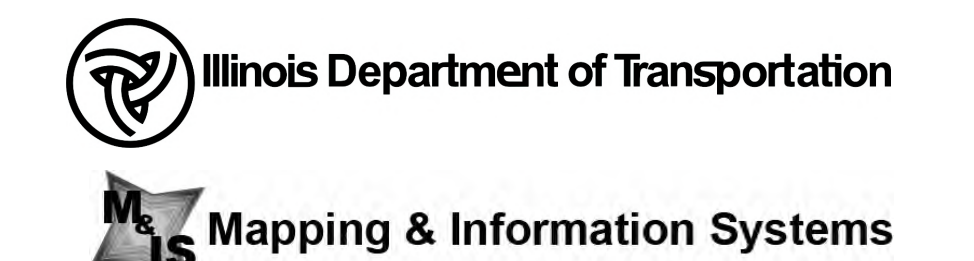 Illinois Department of Transportation
M&IS Mapping & Information Systems